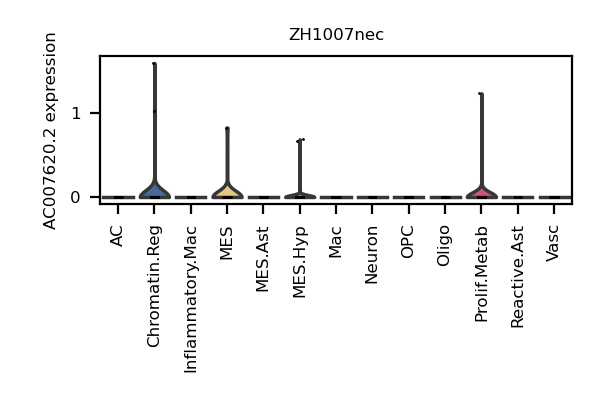 ZH1007nec
AC007620.2 expression
1
0
AC
Chromatin.Reg
Inflammatory.Mac
MES
MES.Ast
MES.Hyp
Mac
Neuron
OPC
Oligo
Prolif.Metab
Reactive.Ast
Vasc